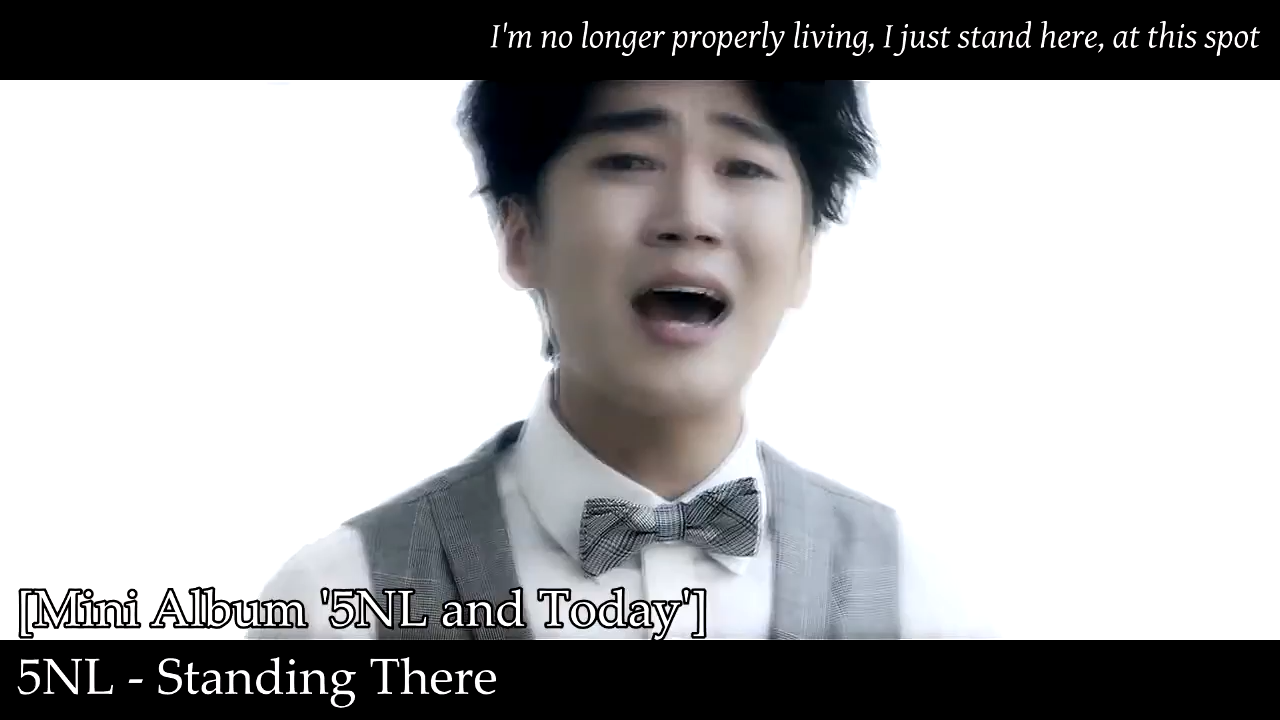 I'm no longer properly living, I just stand here, at this spot
[Mini Album '5NL and Today']
5NL - Standing There